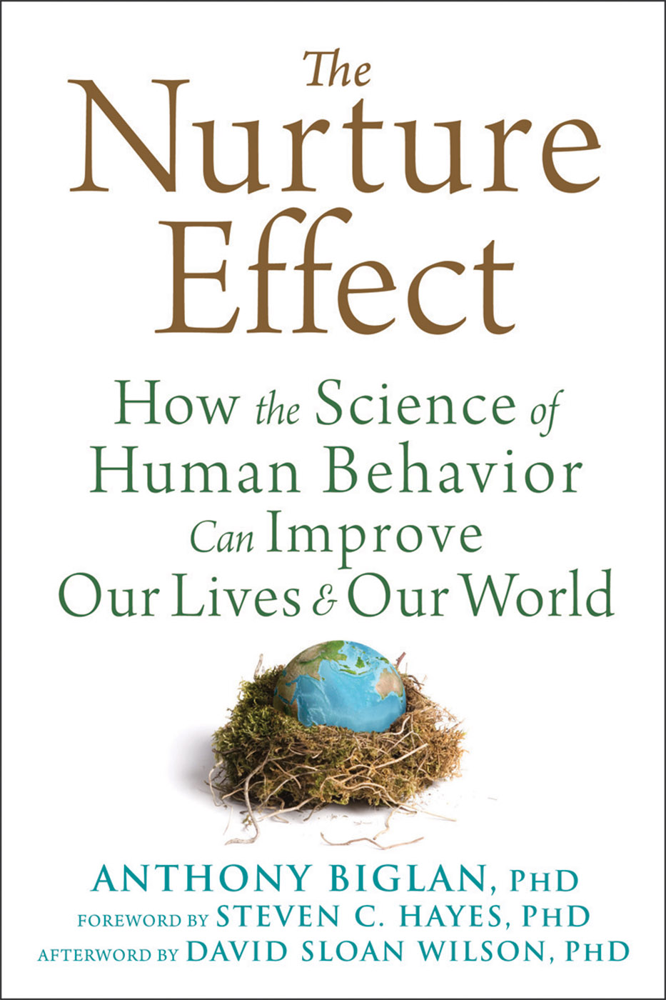 The
Nurture
Effect
How the Science of
Human Behavior
Can Improve
Our Lives & Our World
ANTHONY BIGLAN, PHD
FOREWORD BY STEVEN C. HAYES, PHD
AFTERWORD BY DAVID SLOAN WILSON, PHD